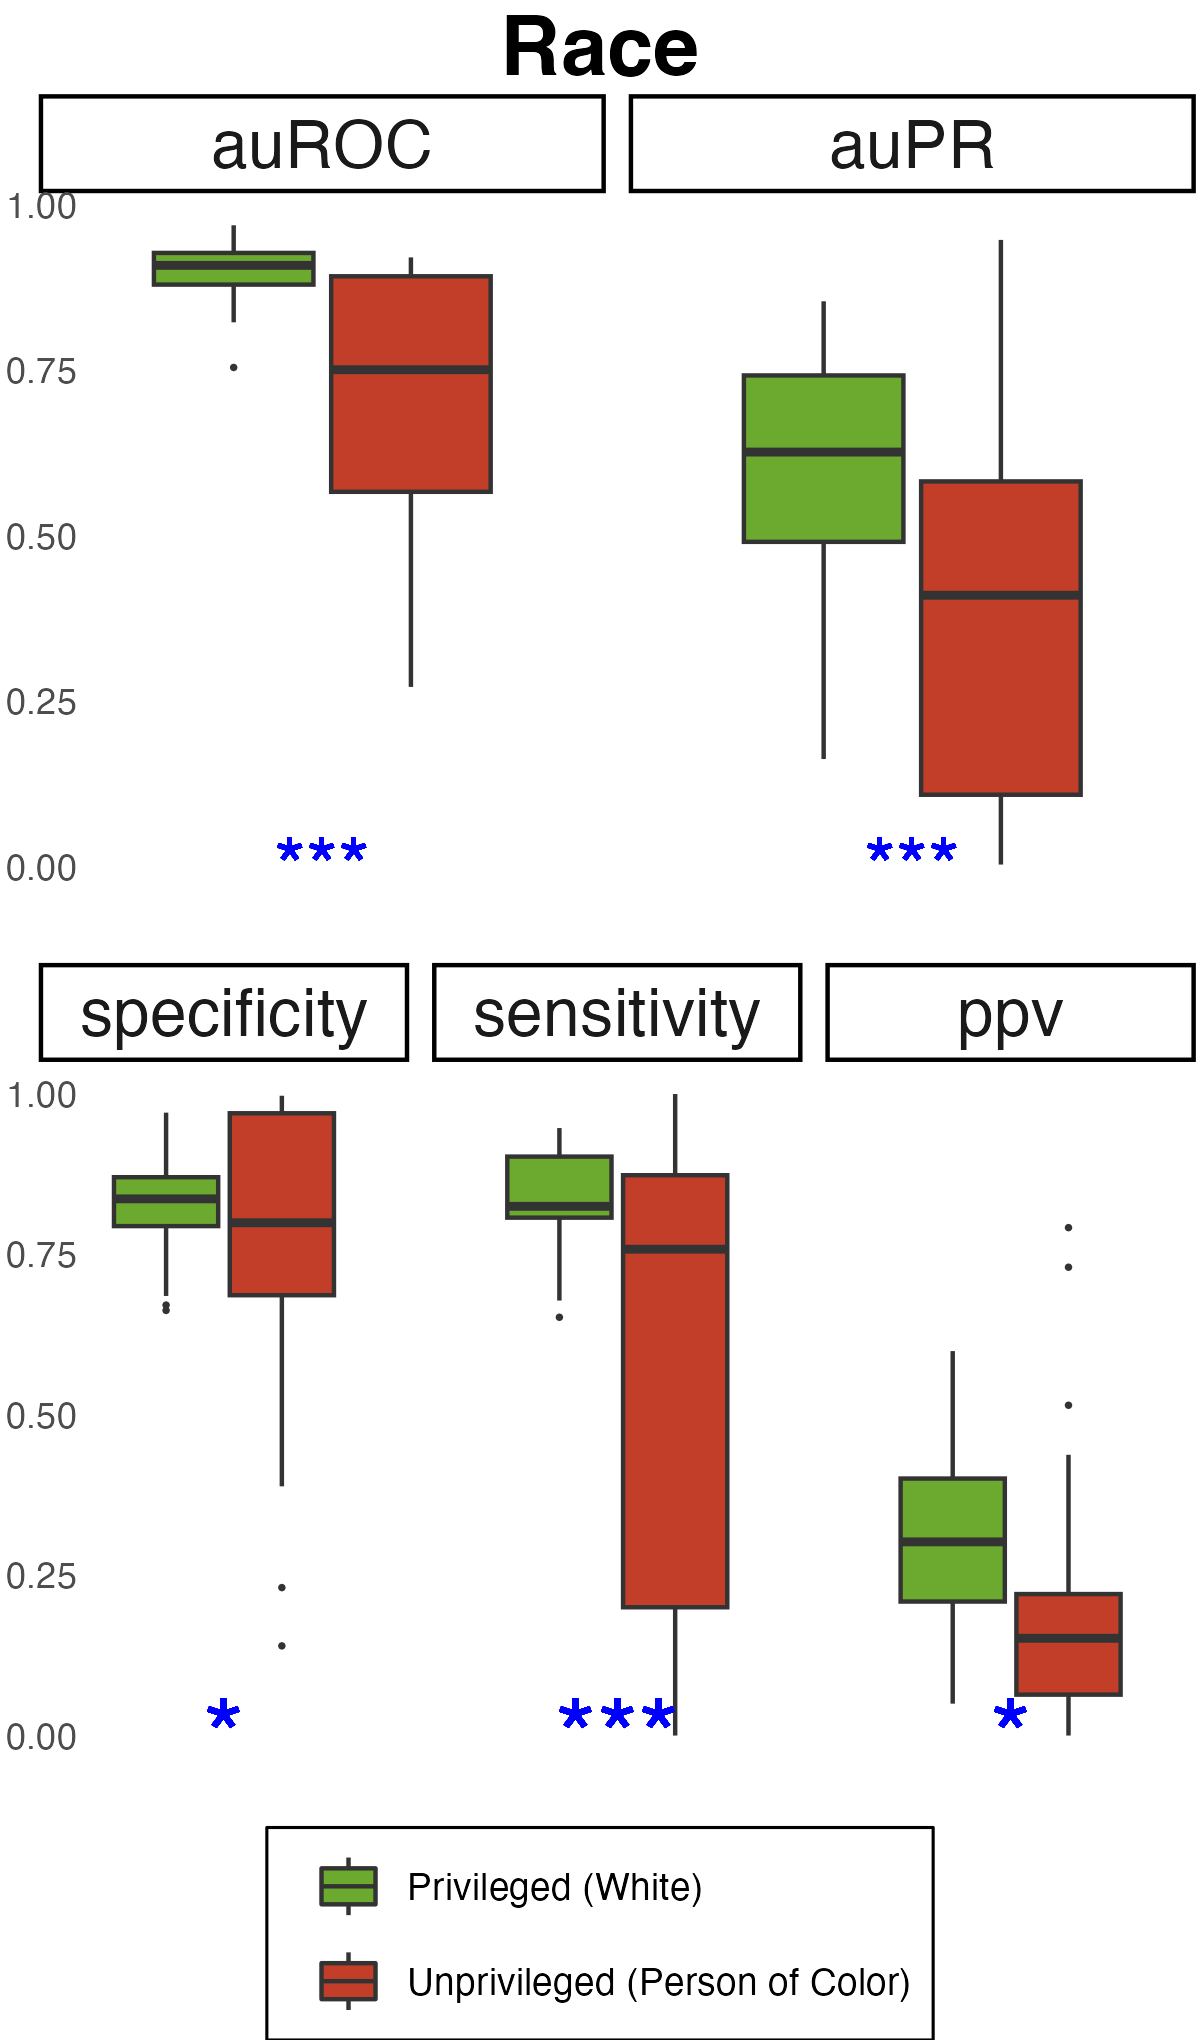 Race
auROC auPR
1.00
0.75
0.50
0.25
0.00
*** ***
specificity sensitivity ppv
1.00
0.75
0.50
0.25
0.00
* *** *
Privileged (White)
Unprivileged (Person of Color)